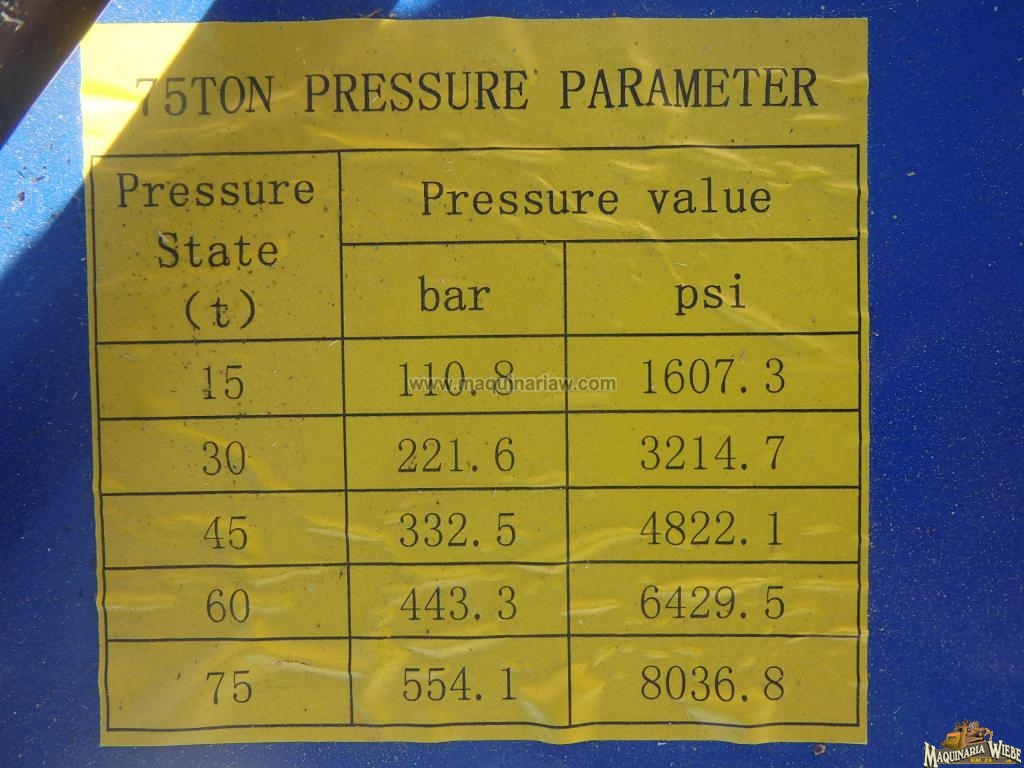 75TON PRESSURE PARAMETER
Pressure State (t) Pressure value
bar psi
15 110.8 1607.3
www.maquinariaw.com
30 221.6 3214.7
45 332.5 4822.1
60 443.3 6429.5
75 554.1 8036.8
MAQUINARIA WIEBE
KM. 24